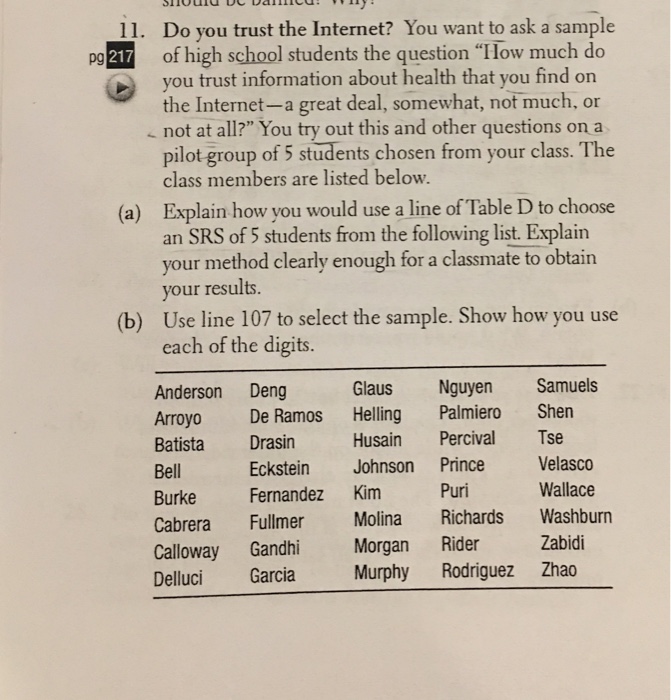 11. Do you trust the Internet? You want to ask a sample
pg 217 of high school students the question "How much do
you trust information about health that you find on
the Internet—a great deal, somewhat, not much, or
not at all?" You try out this and other questions on a
pilot group of 5 students chosen from your class. The
class members are listed below.
(a) Explain how you would use a line of Table D to choose
an SRS of 5 students from the following list. Explain
your method clearly enough for a classmate to obtain
your results.
(b) Use line 107 to select the sample. Show how you use
each of the digits.
Anderson Deng Glaus Nguyen Samuels
Arroyo De Ramos Helling Palmiero Shen
Batista Drasin Husain Percival Tse
Bell Eckstein Johnson Prince Velasco
Burke Fernandez Kim Puri Wallace
Cabrera Fullmer Molina Richards Washburn
Calloway Gandhi Morgan Rider Zabidi
Delluci Garcia Murphy Rodriguez Zhao